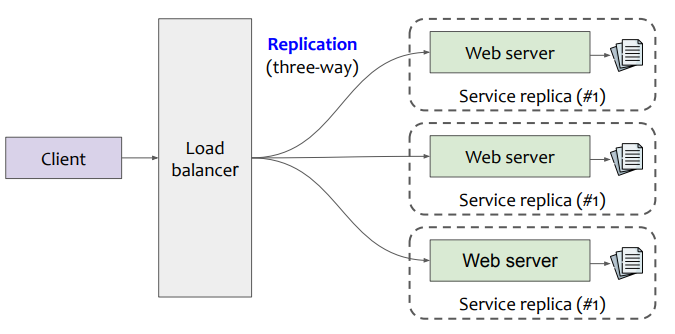 Replication
(three-way)
Client
Load
balancer
Web server
Service replica (#1)
Web server
Service replica (#1)
Web server
Service replica (#1)